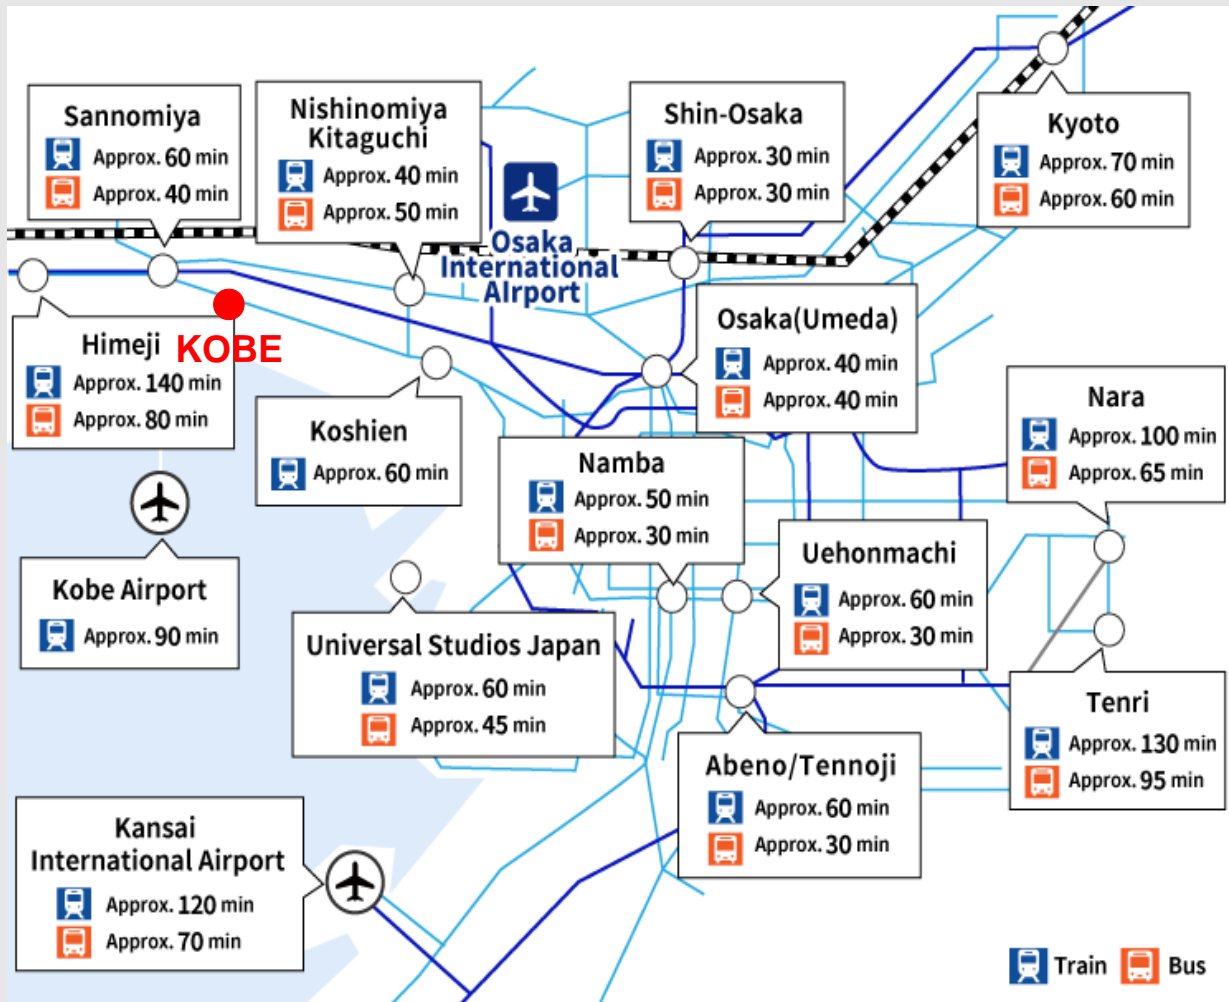 Sannomiya
Approx. 60 min
Approx. 40 min
Nishinomiya
Kitaguchi
Approx. 40 min
Approx. 50 min
Osaka
International
AIrport
Shin-Osaka
Approx. 30 min
Approx. 30 min
Kyoto
Approx. 70 min
Approx. 60 min
Himeji
Approx. 140 min
Approx. 80 min
KOBE
Osaka(Umeda)
Approx. 40 min
Approx. 40 min
Koshien
Approx. 60 min
Namba
Approx. 50 min
Approx. 30 min
Nara
Approx. 100 min
Approx. 65 min
Kobe Airport
Approx. 90 min
Uehonmachi
Approx. 60 min
Approx. 30 min
Universal Studios Japan
Approx. 60 min
Approx. 45 min
Tenri
Approx. 130 min
Approx. 95 min
Abeno/Tennoji
Approx. 60 min
Approx. 30 min
Kansai
International Airport
Approx. 120 min
Approx. 70 min
Train
Bus